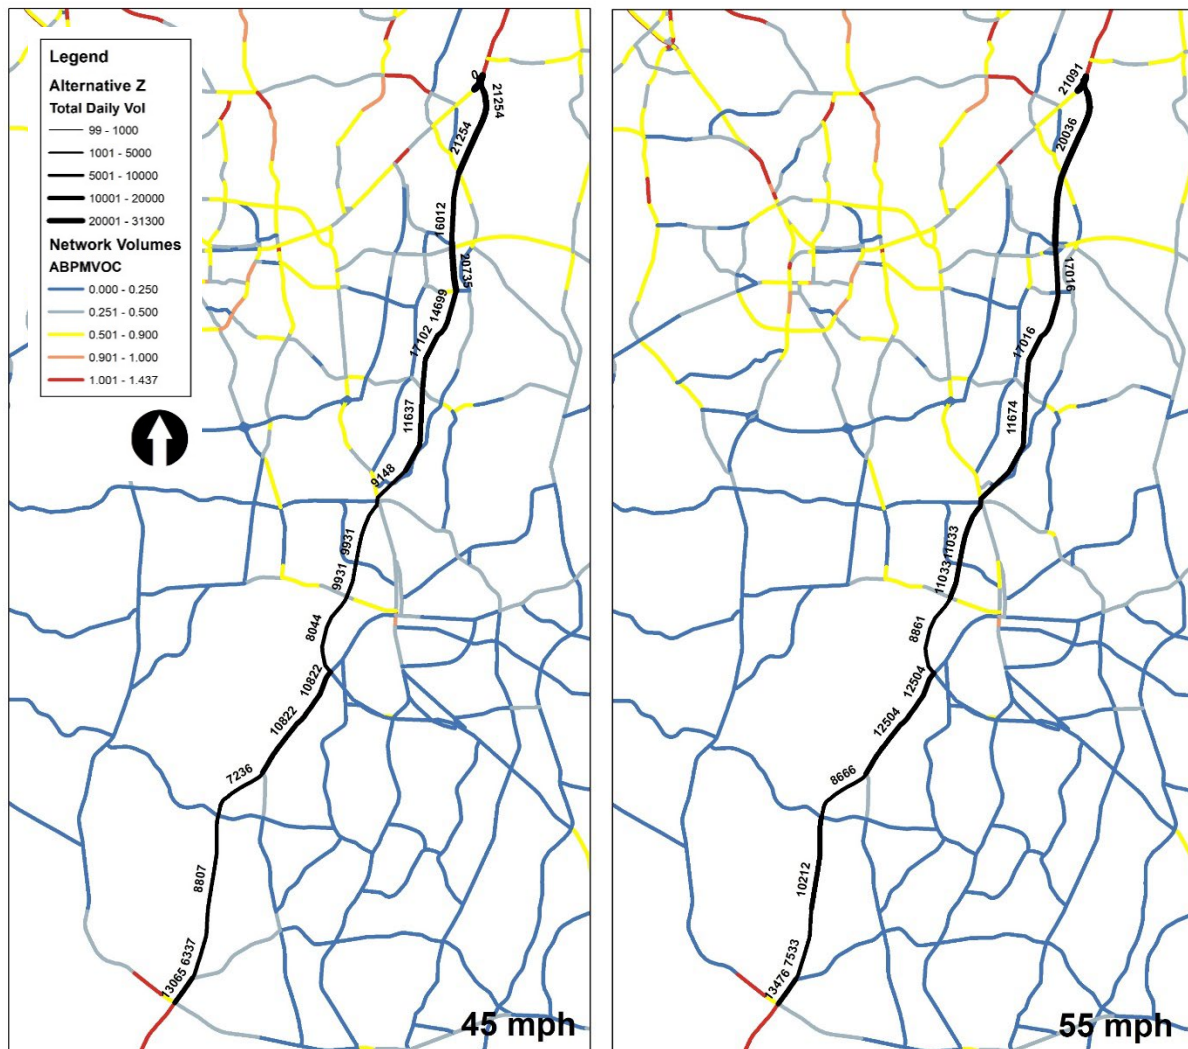 Legend
Alternative Z
Total Daily Vol
99 - 1000
1001 - 5000
5001 - 10000
10001 - 20000
20001 - 31300
Network Volumes
ABPMVOC
0.000 - 0.250
0.251 - 0.500
0.501 - 0.900
0.901 - 1.000
1.001 - 1.437
0
21254
21254
16012
20735
14699
17102
11637
9148
9931
9931
8044
10822
10822
7236
8807
6337
13065
45 mph
21091
20036
17016
17016
11674
11033
11033
8861
12504
12504
8666
10212
7533
13476
55 mph